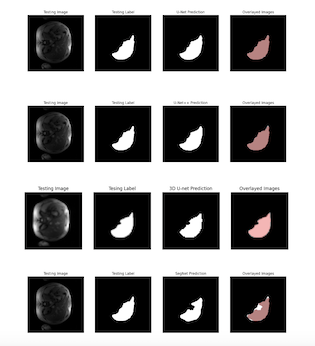 Testing Image Testing Label U-Net Prediction Overlayed Images
Testing Image Testing Label U-Net++ Prediction Overlayed Images
Testing Image Tesing Label 3D U-net Prediction Overlayed Images
Testing Image Testing Label SegNet Prediction Overlayed Images